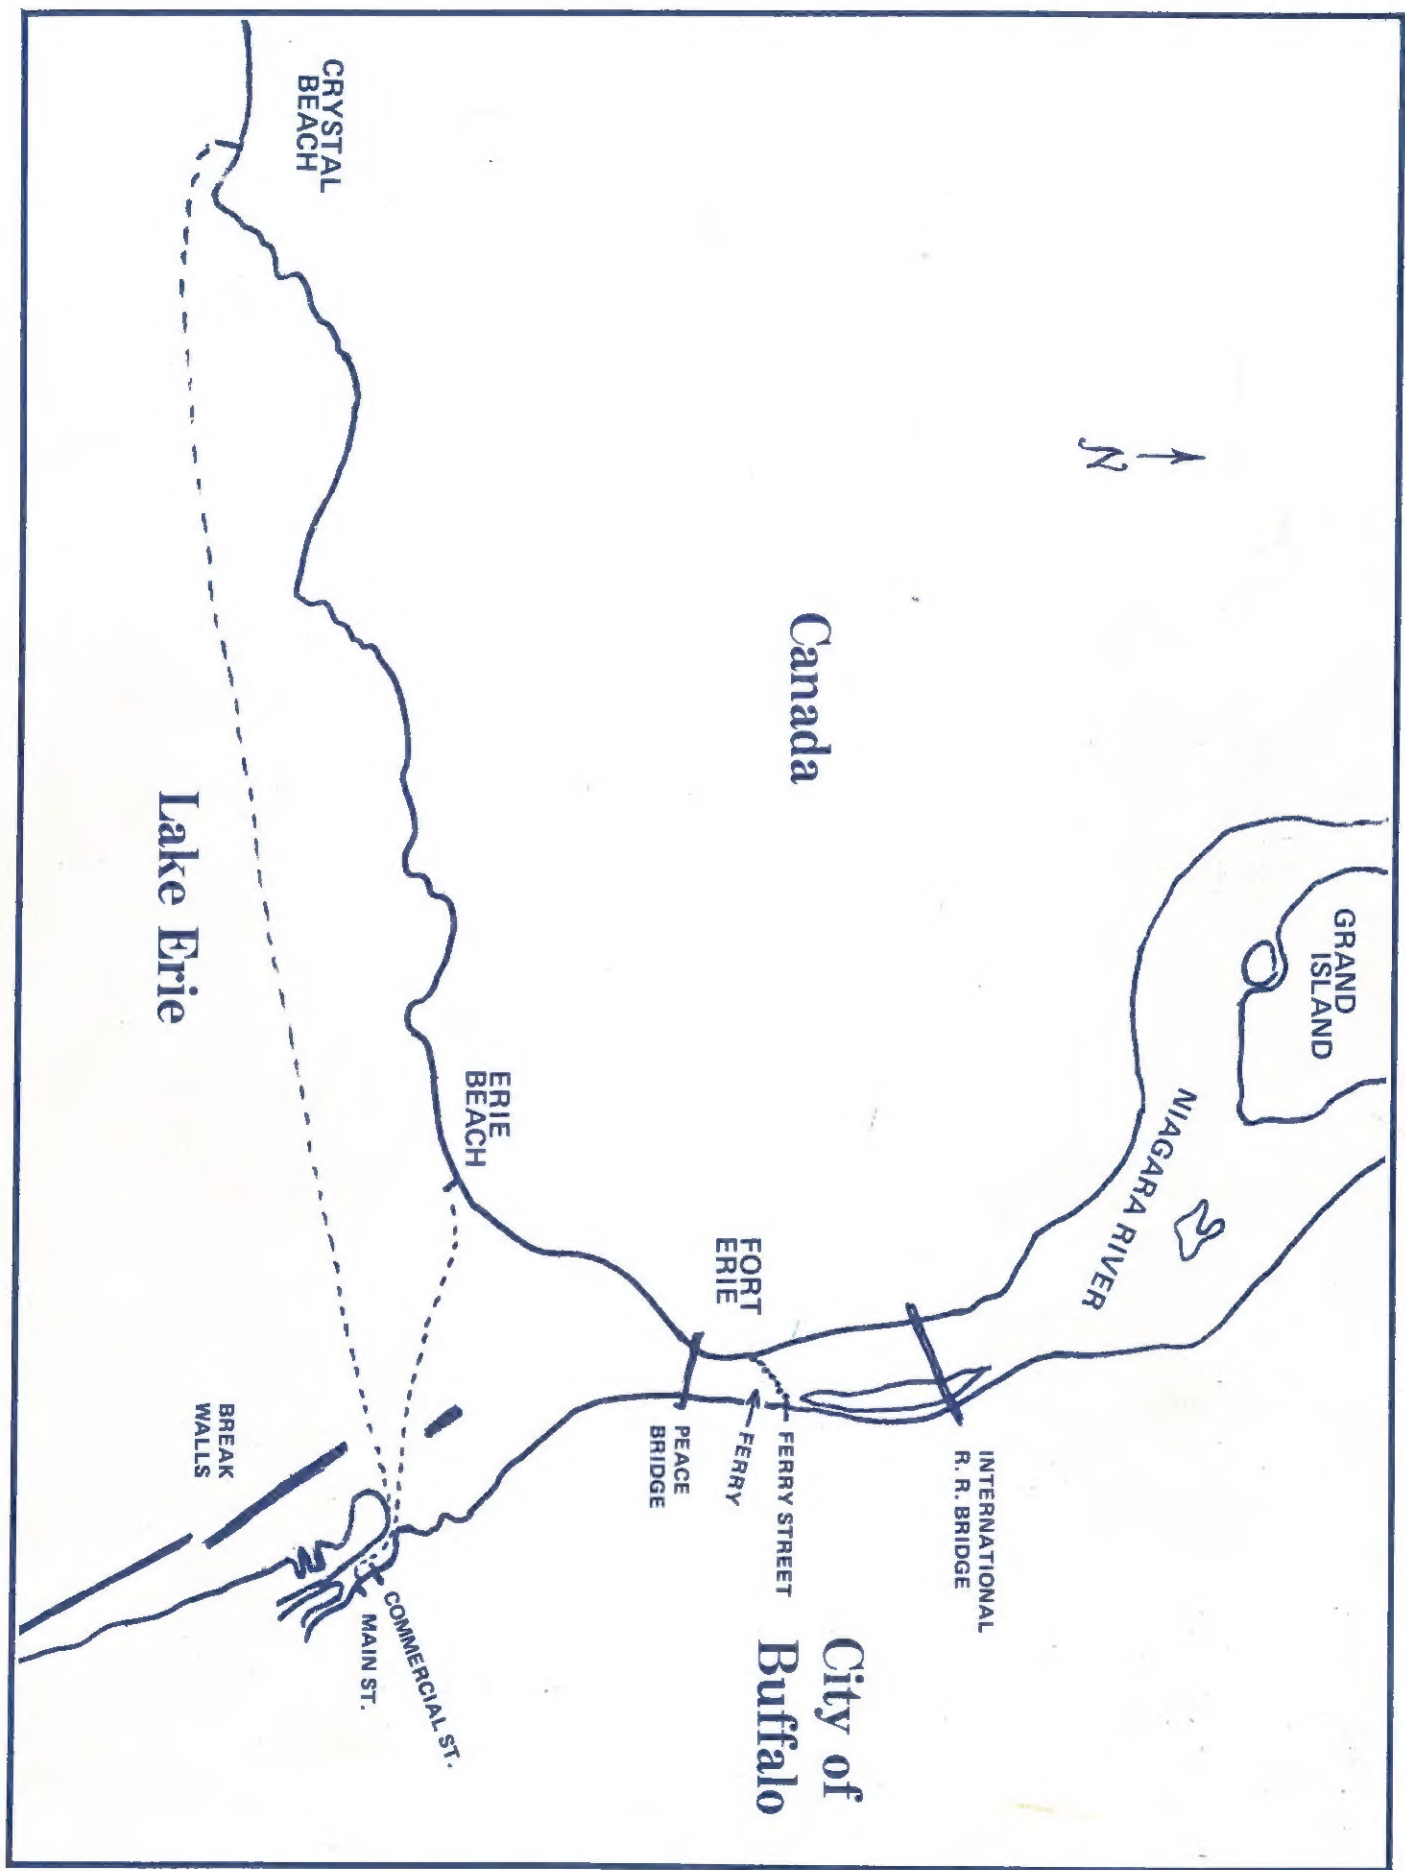 GRAND
ISLAND
NIAGARA RIVER
N
INTERNATIONAL
R. R. BRIDGE
Canada
City of
Buffalo
FERRY STREET
FORT
ERIE
FERRY
PEACE
BRIDGE
ERIE
BEACH
CRYSTAL
BEACH
COMMERCIAL ST.
MAIN ST.
BREAK
WALLS
Lake Erie